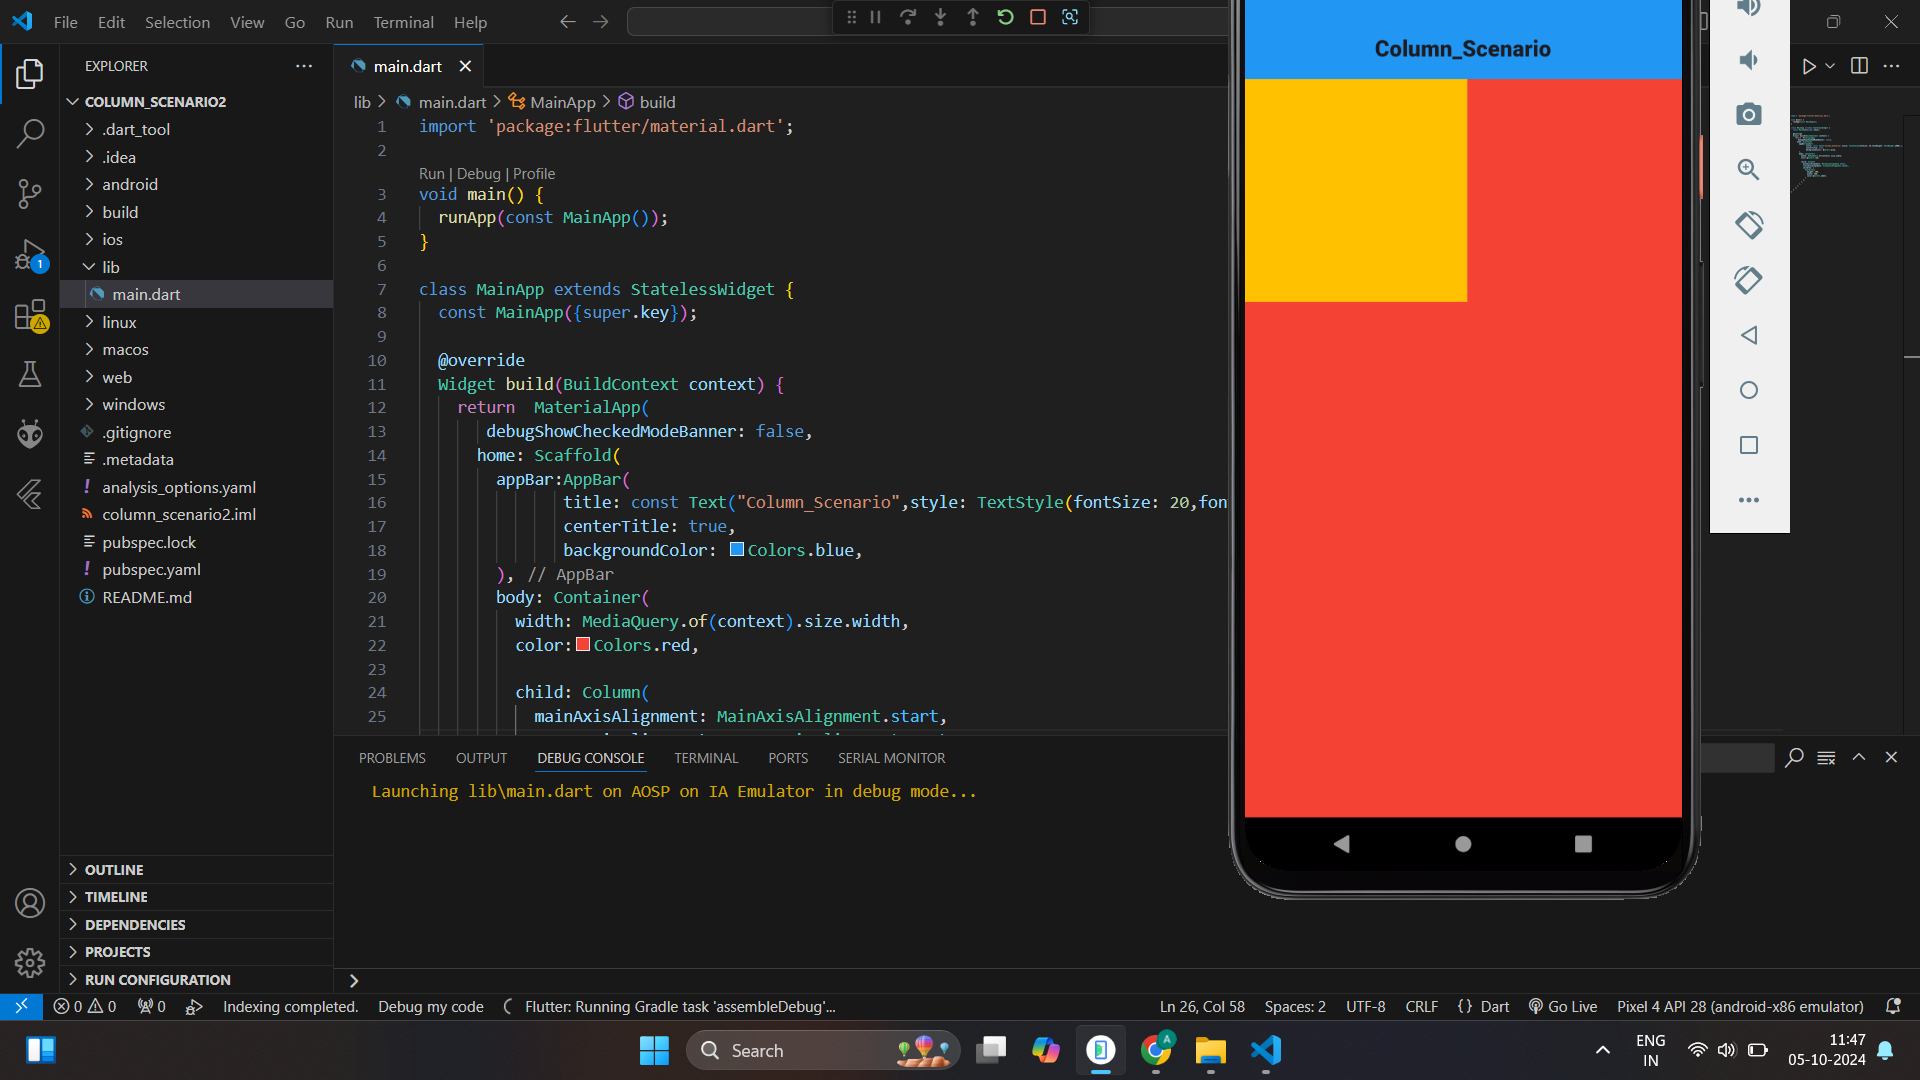 File Edit Selection View Go Run Terminal Help
EXPLORER
COLUMN_SCENARIO2
.dart_tool
.idea
android
build
ios
lib
main.dart
linux
macos
web
windows
.gitignore
.metadata
analysis_options.yaml
column_scenario2.iml
pubspec.lock
pubspec.yaml
README.md
OUTLINE
TIMELINE
DEPENDENCIES
PROJECTS
RUN CONFIGURATION
1
main.dart
lib > main.dart > MainApp > build
1 import 'package:flutter/material.dart';
2
Run | Debug | Profile
3 void main() {
4 runApp(const MainApp());
5 }
6
7 class MainApp extends StatelessWidget {
8 const MainApp({super.key});
9
10 @override
11 Widget build(BuildContext context) {
12 return MaterialApp(
13 debugShowCheckedModeBanner: false,
14 home: Scaffold(
15 appBar:AppBar(
16 title: const Text("Column_Scenario",style: TextStyle(fontSize: 20,fon
17 centerTitle: true,
18 backgroundColor: Colors.blue,
19 ), // AppBar
20 body: Container(
21 width: MediaQuery.of(context).size.width,
22 color:Colors.red,
23
24 child: Column(
25 mainAxisAlignment: MainAxisAlignment.start,
PROBLEMS OUTPUT DEBUG CONSOLE TERMINAL PORTS SERIAL MONITOR
Launching lib\main.dart on AOSP on IA Emulator in debug mode...
Column_Scenario
0 0 0 Indexing completed. Debug my code Flutter: Running Gradle task 'assembleDebug'... Ln 26, Col 58 Spaces: 2 UTF-8 CRLF {} Dart Go Live Pixel 4 API 28 (android-x86 emulator)
Search
A
ENG
IN
11:47
05-10-2024